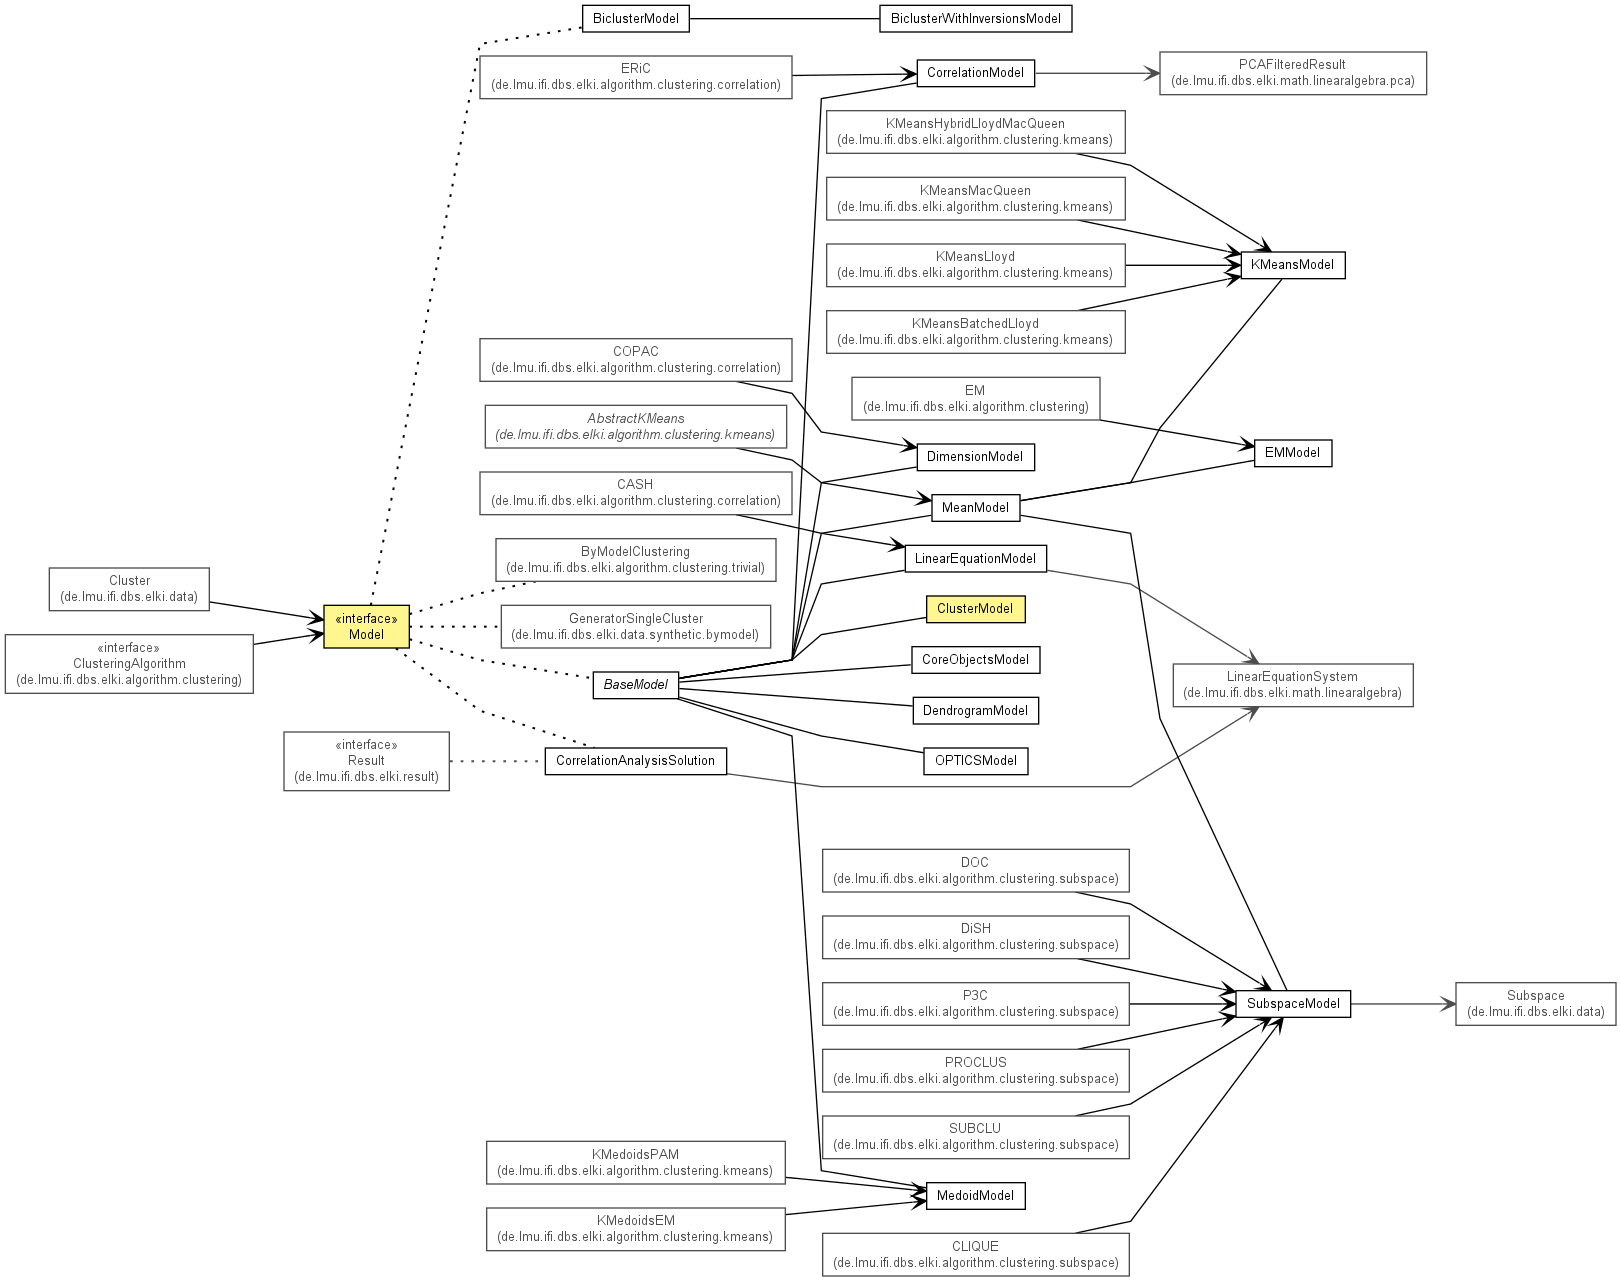 BiclusterModel
BiclusterWithInversionsModel
ERiC
(de.lmu.ifi.dbs.elki.algorithm.clustering.correlation)
CorrelationModel
PCAFilteredResult
(de.lmu.ifi.dbs.elki.math.linearalgebra.pca)
KMeansHybridLloydMacQueen
(de.lmu.ifi.dbs.elki.algorithm.clustering.kmeans)
KMeansMacQueen
(de.lmu.ifi.dbs.elki.algorithm.clustering.kmeans)
KMeansLloyd
(de.lmu.ifi.dbs.elki.algorithm.clustering.kmeans)
KMeansModel
KMeansBatchedLloyd
(de.lmu.ifi.dbs.elki.algorithm.clustering.kmeans)
COPAC
(de.lmu.ifi.dbs.elki.algorithm.clustering.correlation)
EM
(de.lmu.ifi.dbs.elki.algorithm.clustering)
AbstractKMeans
(de.lmu.ifi.dbs.elki.algorithm.clustering.kmeans)
DimensionModel
EMModel
CASH
(de.lmu.ifi.dbs.elki.algorithm.clustering.correlation)
MeanModel
ByModelClustering
(de.lmu.ifi.dbs.elki.algorithm.clustering.trivial)
LinearEquationModel
Cluster
(de.lmu.ifi.dbs.elki.data)
«interface»
Model
GeneratorSingleCluster
(de.lmu.ifi.dbs.elki.data.synthetic.bymodel)
ClusterModel
«interface»
ClusteringAlgorithm
(de.lmu.ifi.dbs.elki.algorithm.clustering)
BaseModel
CoreObjectsModel
LinearEquationSystem
(de.lmu.ifi.dbs.elki.math.linearalgebra)
DendrogramModel
«interface»
Result
(de.lmu.ifi.dbs.elki.result)
CorrelationAnalysisSolution
OPTICSModel
DOC
(de.lmu.ifi.dbs.elki.algorithm.clustering.subspace)
DiSH
(de.lmu.ifi.dbs.elki.algorithm.clustering.subspace)
P3C
(de.lmu.ifi.dbs.elki.algorithm.clustering.subspace)
SubspaceModel
Subspace
(de.lmu.ifi.dbs.elki.data)
PROCLUS
(de.lmu.ifi.dbs.elki.algorithm.clustering.subspace)
SUBCLU
(de.lmu.ifi.dbs.elki.algorithm.clustering.subspace)
KMedoidsPAM
(de.lmu.ifi.dbs.elki.algorithm.clustering.kmeans)
MedoidModel
KMedoidsEM
(de.lmu.ifi.dbs.elki.algorithm.clustering.kmeans)
CLIQUE
(de.lmu.ifi.dbs.elki.algorithm.clustering.subspace)